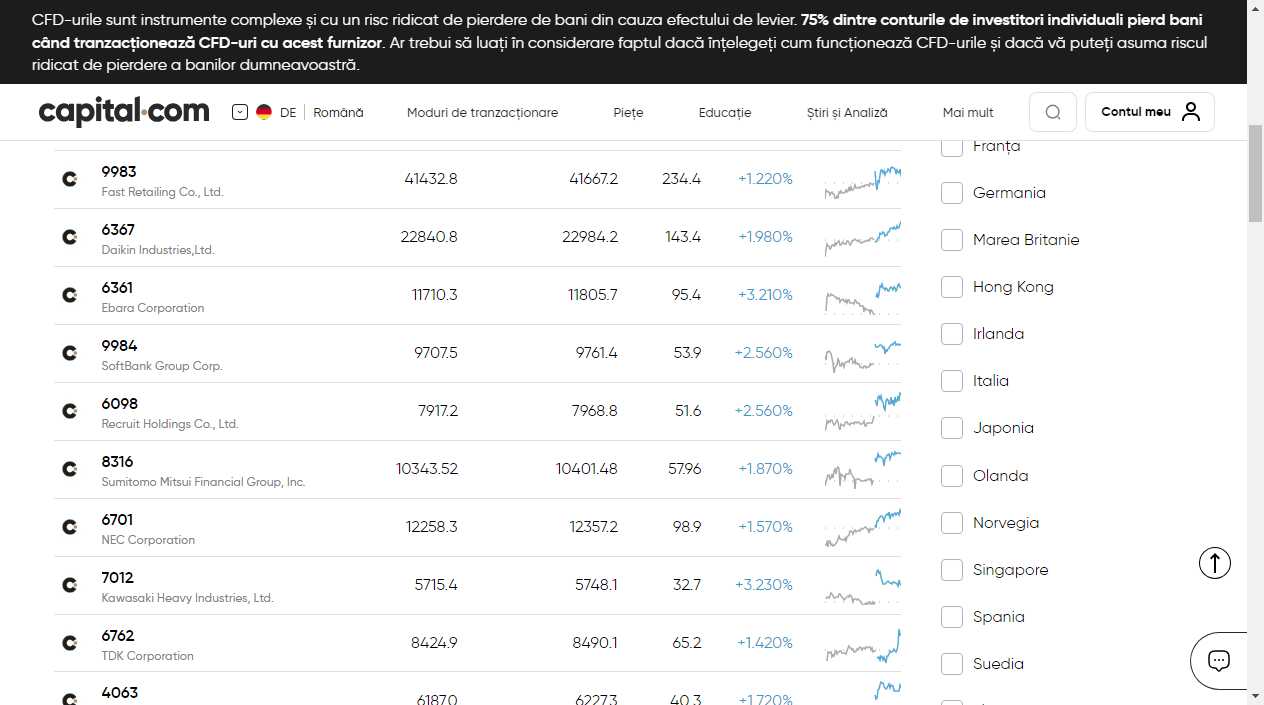 CFD-urile sunt instrumente complexe și cu un risc ridicat de pierdere de bani din cauza efectului de levier. 75% dintre conturile de investitori individuali pierd bani
când tranzacționează CFD-uri cu acest furnizor. Ar trebui să luați în considerare faptul dacă înțelegeți cum funcționează CFD-urile și dacă vă puteți asuma riscul
ridicat de pierdere a banilor dumneavoastră.
capital.com DE Română Moduri de tranzacționare Piețe Educație Știri și Analiză Mai mult Contul meu
Franța
9983 41432.8 41667.2 234.4 +1.220%
Fast Retailing Co., Ltd.
Germania
6367 22840.8 22984.2 143.4 +1.980%
Daikin Industries,Ltd.
Marea Britanie
6361 11710.3 11805.7 95.4 +3.210%
Ebara Corporation
Hong Kong
Irlanda
9984 9707.5 9761.4 53.9 +2.560%
SoftBank Group Corp.
Italia
6098 7917.2 7968.8 51.6 +2.560%
Recruit Holdings Co., Ltd.
Japonia
8316 10343.52 10401.48 57.96 +1.870%
Sumitomo Mitsui Financial Group, Inc.
Olanda
6701 12258.3 12357.2 98.9 +1.570%
NEC Corporation
Norvegia
7012 5715.4 5748.1 32.7 +3.230%
Kawasaki Heavy Industries, Ltd.
Singapore
Spania
6762 8424.9 8490.1 65.2 +1.420%
TDK Corporation
Suedia
4063 6187.0 6227.3 40.3 +1.720%